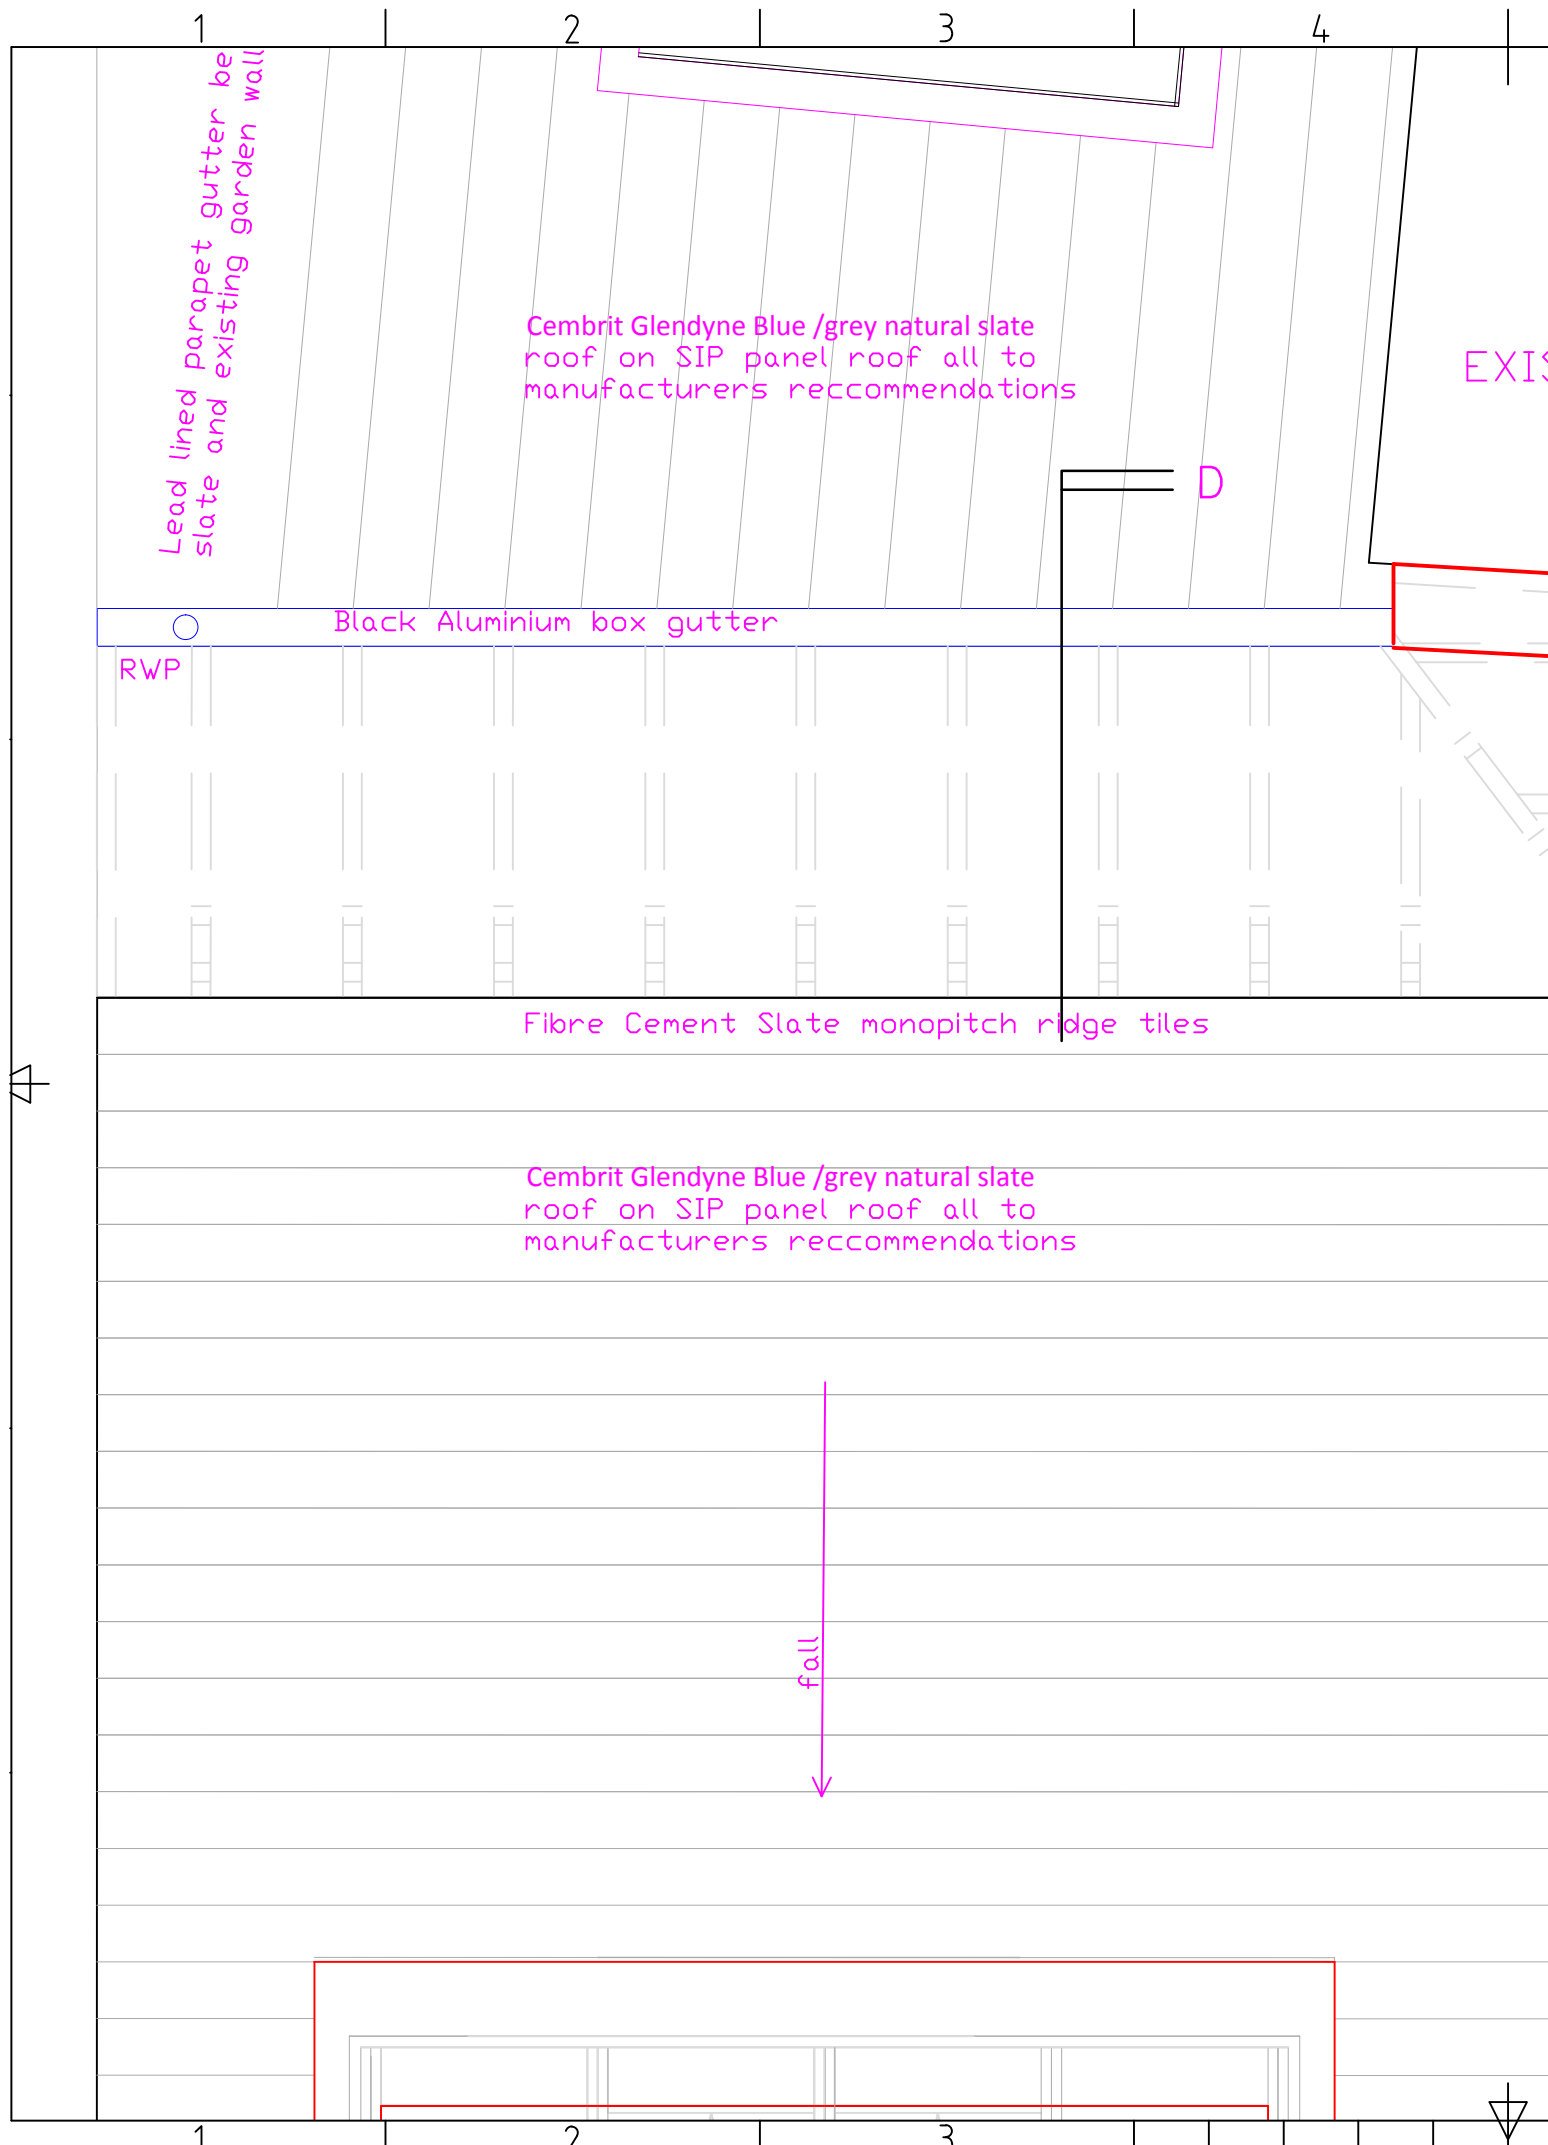 1 2 3 4
Lead lined parapet gutter be
slate and existing garden wall
Cembrit Glendyne Blue /grey natural slate
roof on SIP panel roof all to
manufacturers reccommendations
EXIS
D
Black Aluminium box gutter
RWP
Fibre Cement Slate monopitch ridge tiles
Cembrit Glendyne Blue /grey natural slate
roof on SIP panel roof all to
manufacturers reccommendations
fall
1 2 3